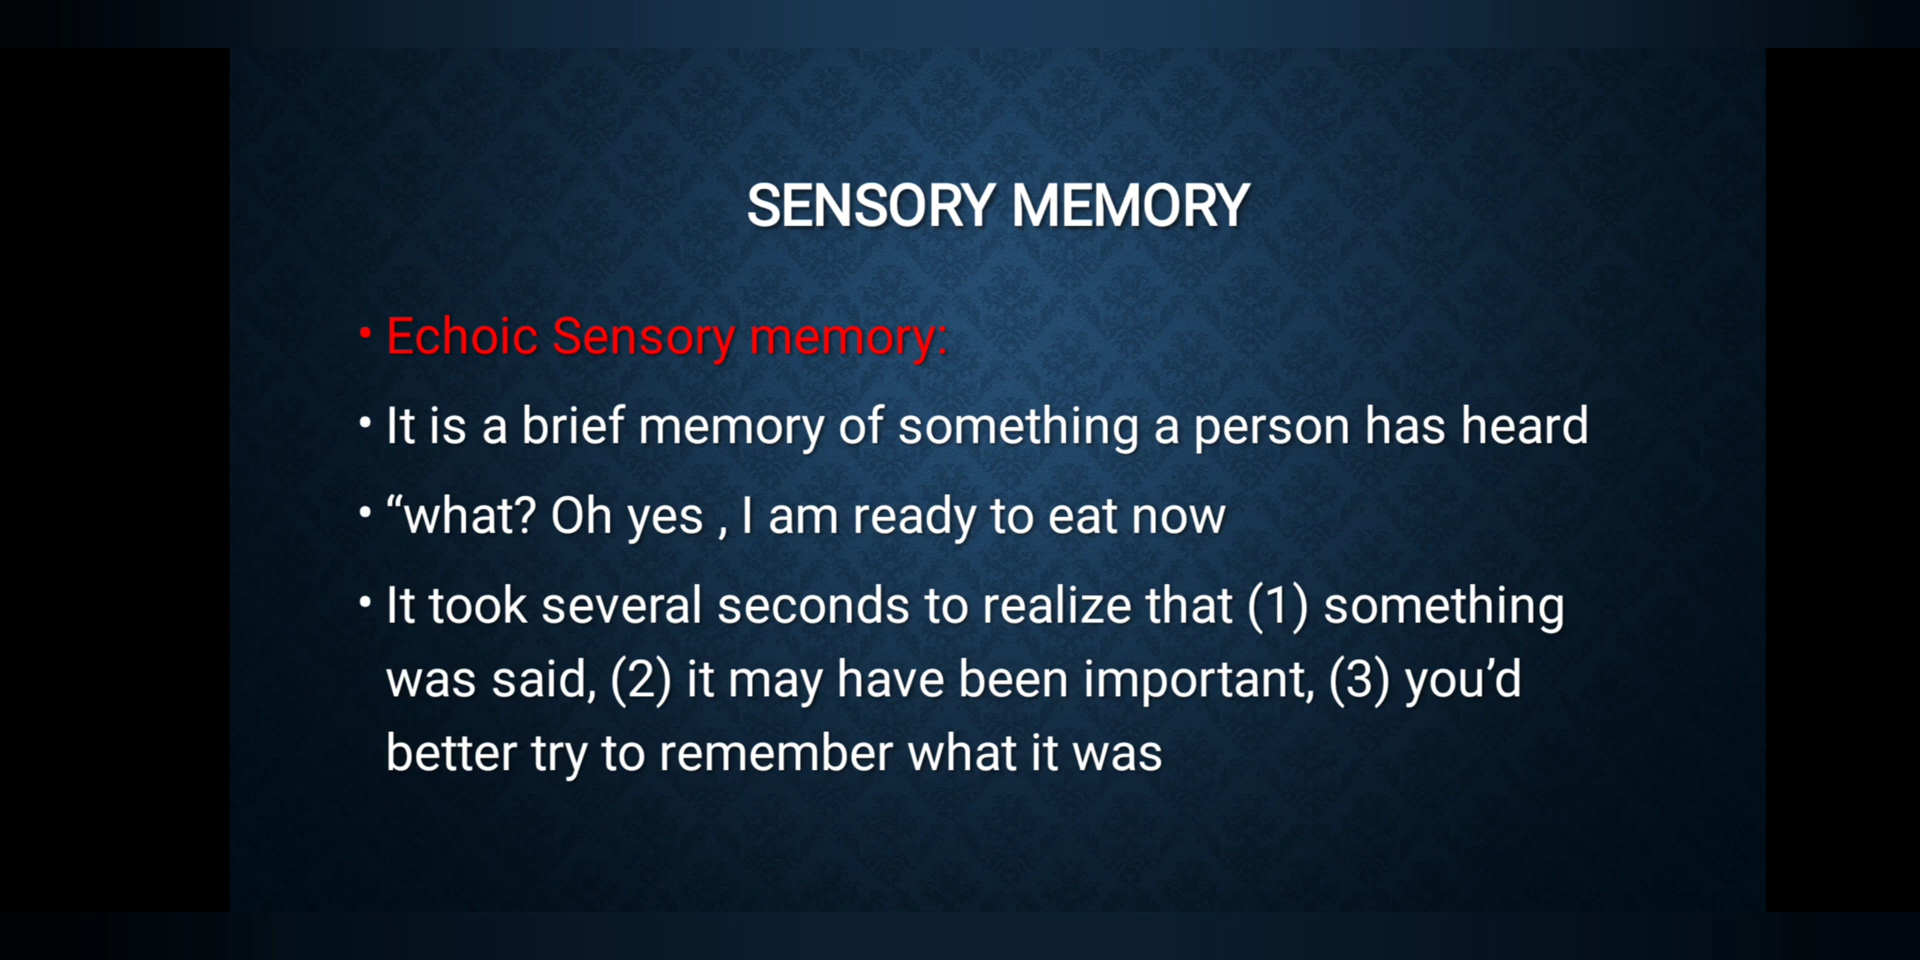 SENSORY MEMORY
• Echoic Sensory memory:
• It is a brief memory of something a person has heard
• “what? Oh yes , I am ready to eat now
• It took several seconds to realize that (1) something
was said, (2) it may have been important, (3) you’d
better try to remember what it was